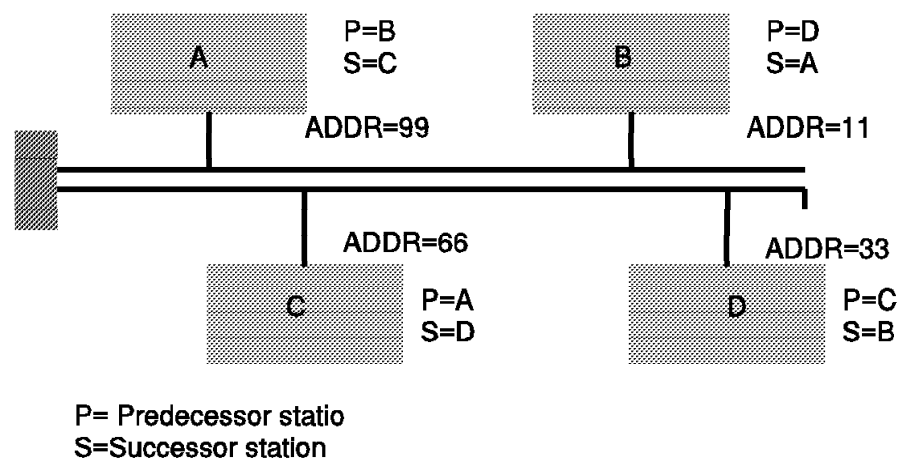 A
P=B
S=C
B
P=D
S=A
ADDR=99
ADDR=11
ADDR=66
ADDR=33
C
P=A
S=D
D
P=C
S=B
P= Predecessor statio
S=Successor station